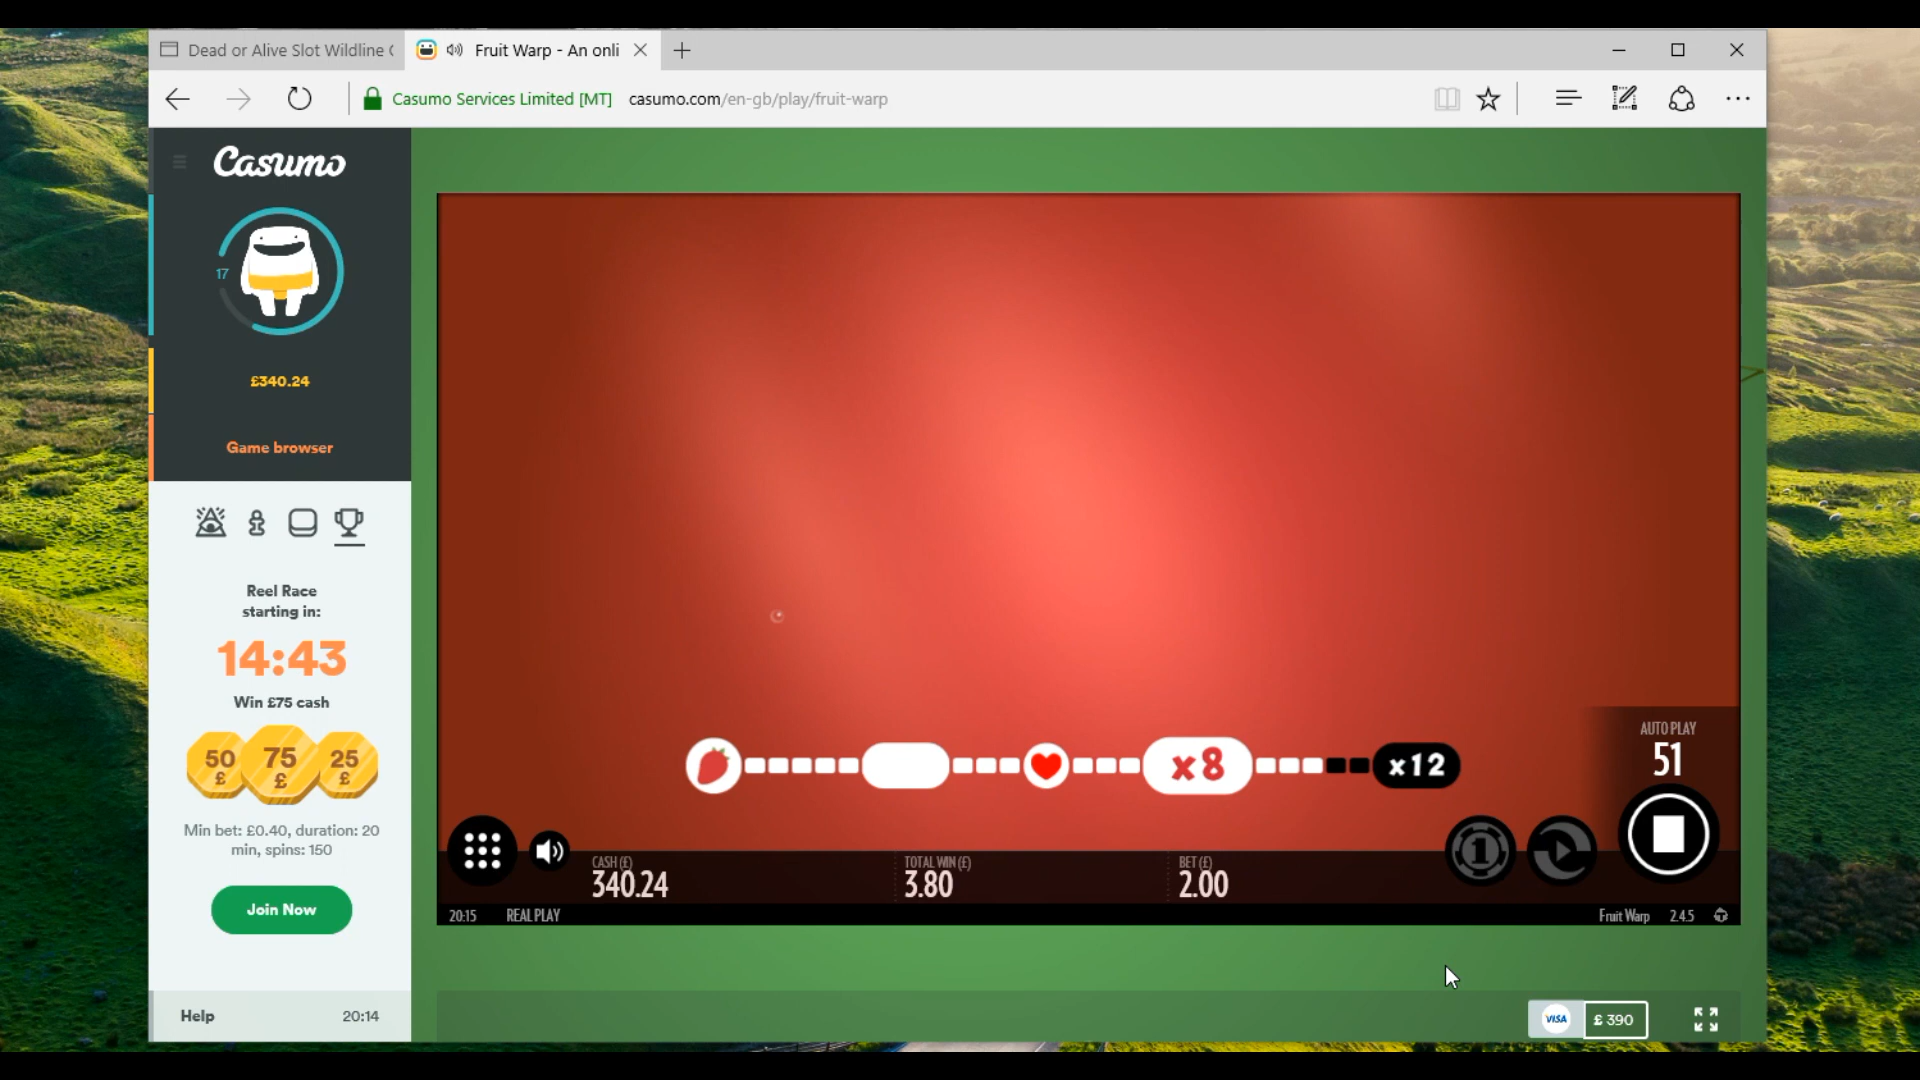 Dead or Alive Slot Wildline
Fruit Warp - An onli
Casumo Services Limited [MT] casumo.com/en-gb/play/fruit-warp
Casumo
17
£340.24
Game browser
Reel Race
starting in:
14:43
Win £75 cash
50 £
75 £
25 £
Min bet: £0.40, duration: 20
min, spins: 150
Join Now
Help 20:14
x8
x12
AUTO PLAY
51
1
CASH (£)
340.24
TOTAL WIN (£)
3.80
BET (£)
2.00
20:15 REAL PLAY
Fruit Warp 2.4.5
VISA £ 390